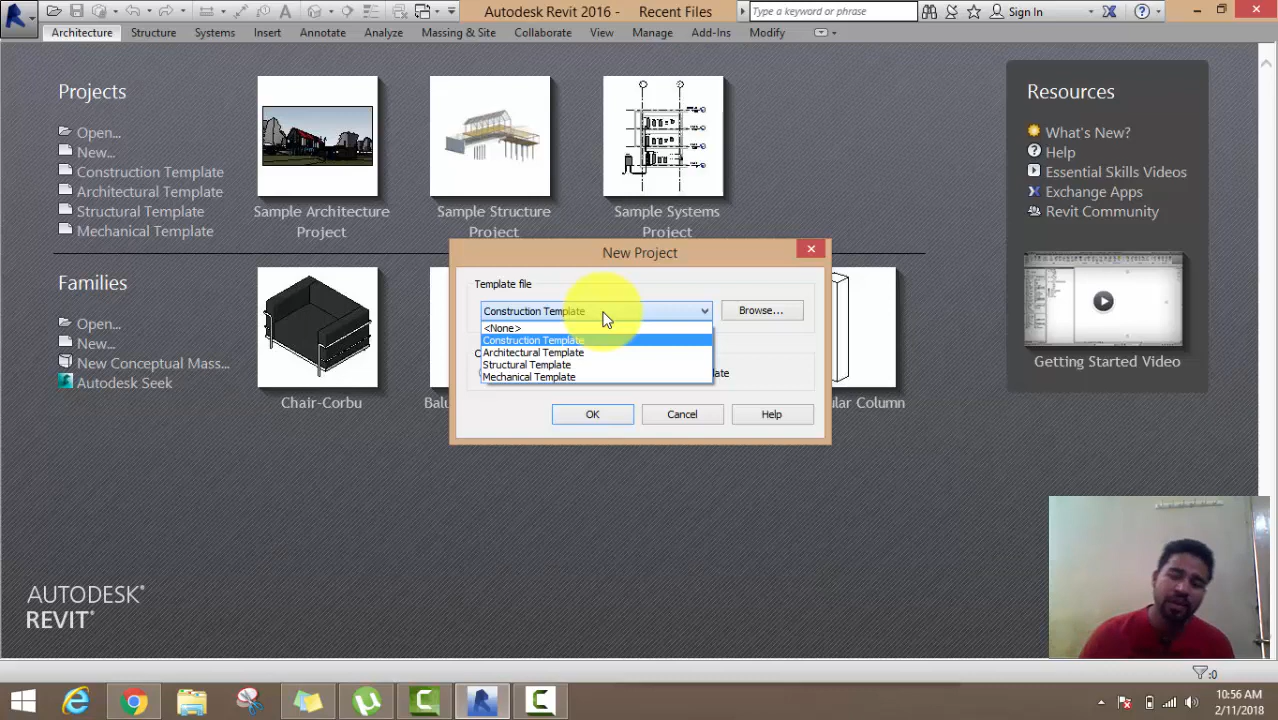 Autodesk Revit 2016 - Recent Files
Type a keyword or phrase
Sign In
Architecture Structure Systems Insert Annotate Analyze Massing & Site Collaborate View Manage Add-Ins Modify
Projects
Open...
New...
Construction Template
Architectural Template
Structural Template
Mechanical Template
Sample Architecture
Project
Sample Structure
Project
Sample Systems
Project
Families
Open...
New...
New Conceptual Mass...
Autodesk Seek
Chair-Corbu
Balu
ular Column
New Project
Template file
Construction Template
Browse...
<None>
Construction Template
Architectural Template
Structural Template
Mechanical Template
late
OK
Cancel
Help
Resources
What's New?
Help
Essential Skills Videos
Exchange Apps
Revit Community
Getting Started Video
AUTODESK®
REVIT®
:0
10:56 AM
2/11/2018